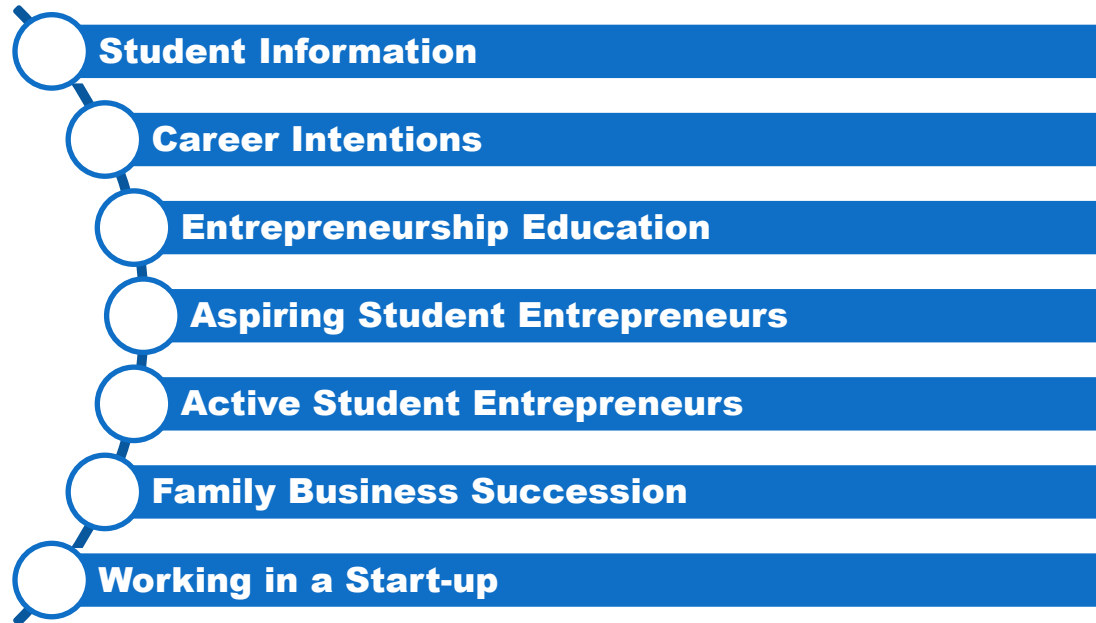 Student Information
Career Intentions
Entrepreneurship Education
Aspiring Student Entrepreneurs
Active Student Entrepreneurs
Family Business Succession
Working in a Start-up